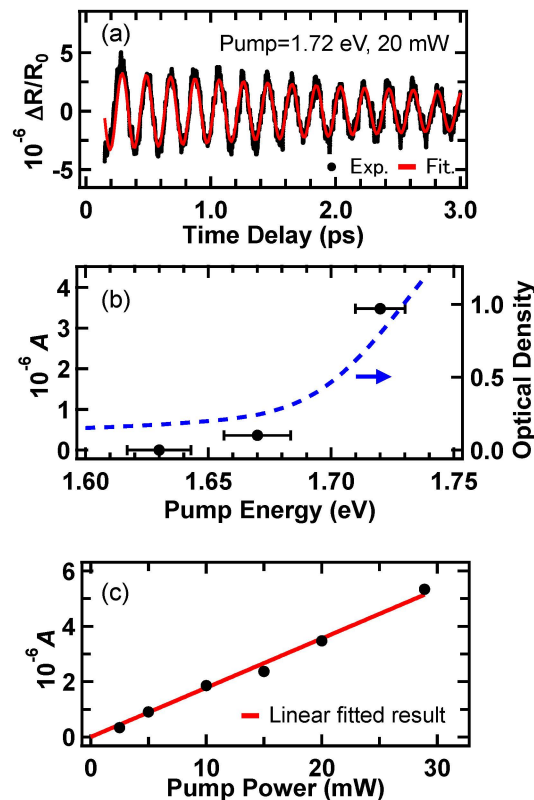 (a)
Pump=1.72 eV, 20 mW
10⁻⁶ ΔR/R₀
5
0
-5
Exp.
Fit.
0
1.0
2.0
3.0
Time Delay (ps)
(b)
10⁻⁶ A
4
3
2
1
0
1.0
0.5
0.0
Optical Density
1.60
1.65
1.70
1.75
Pump Energy (eV)
(c)
10⁻⁶ A
6
4
2
0
Linear fitted result
0
10
20
30
Pump Power (mW)